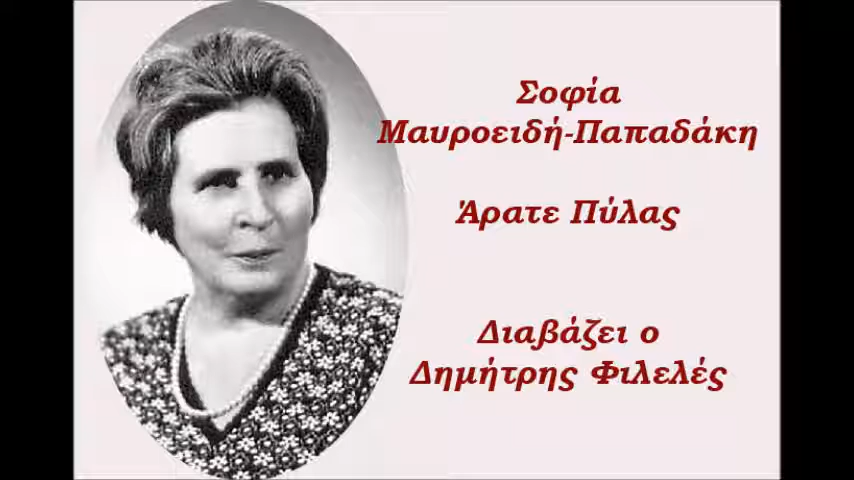 Σοφία
Μαυροειδή-Παπαδάκη
Άρατε Πύλας
Διαβάζει ο
Δημήτρης Φιλελές